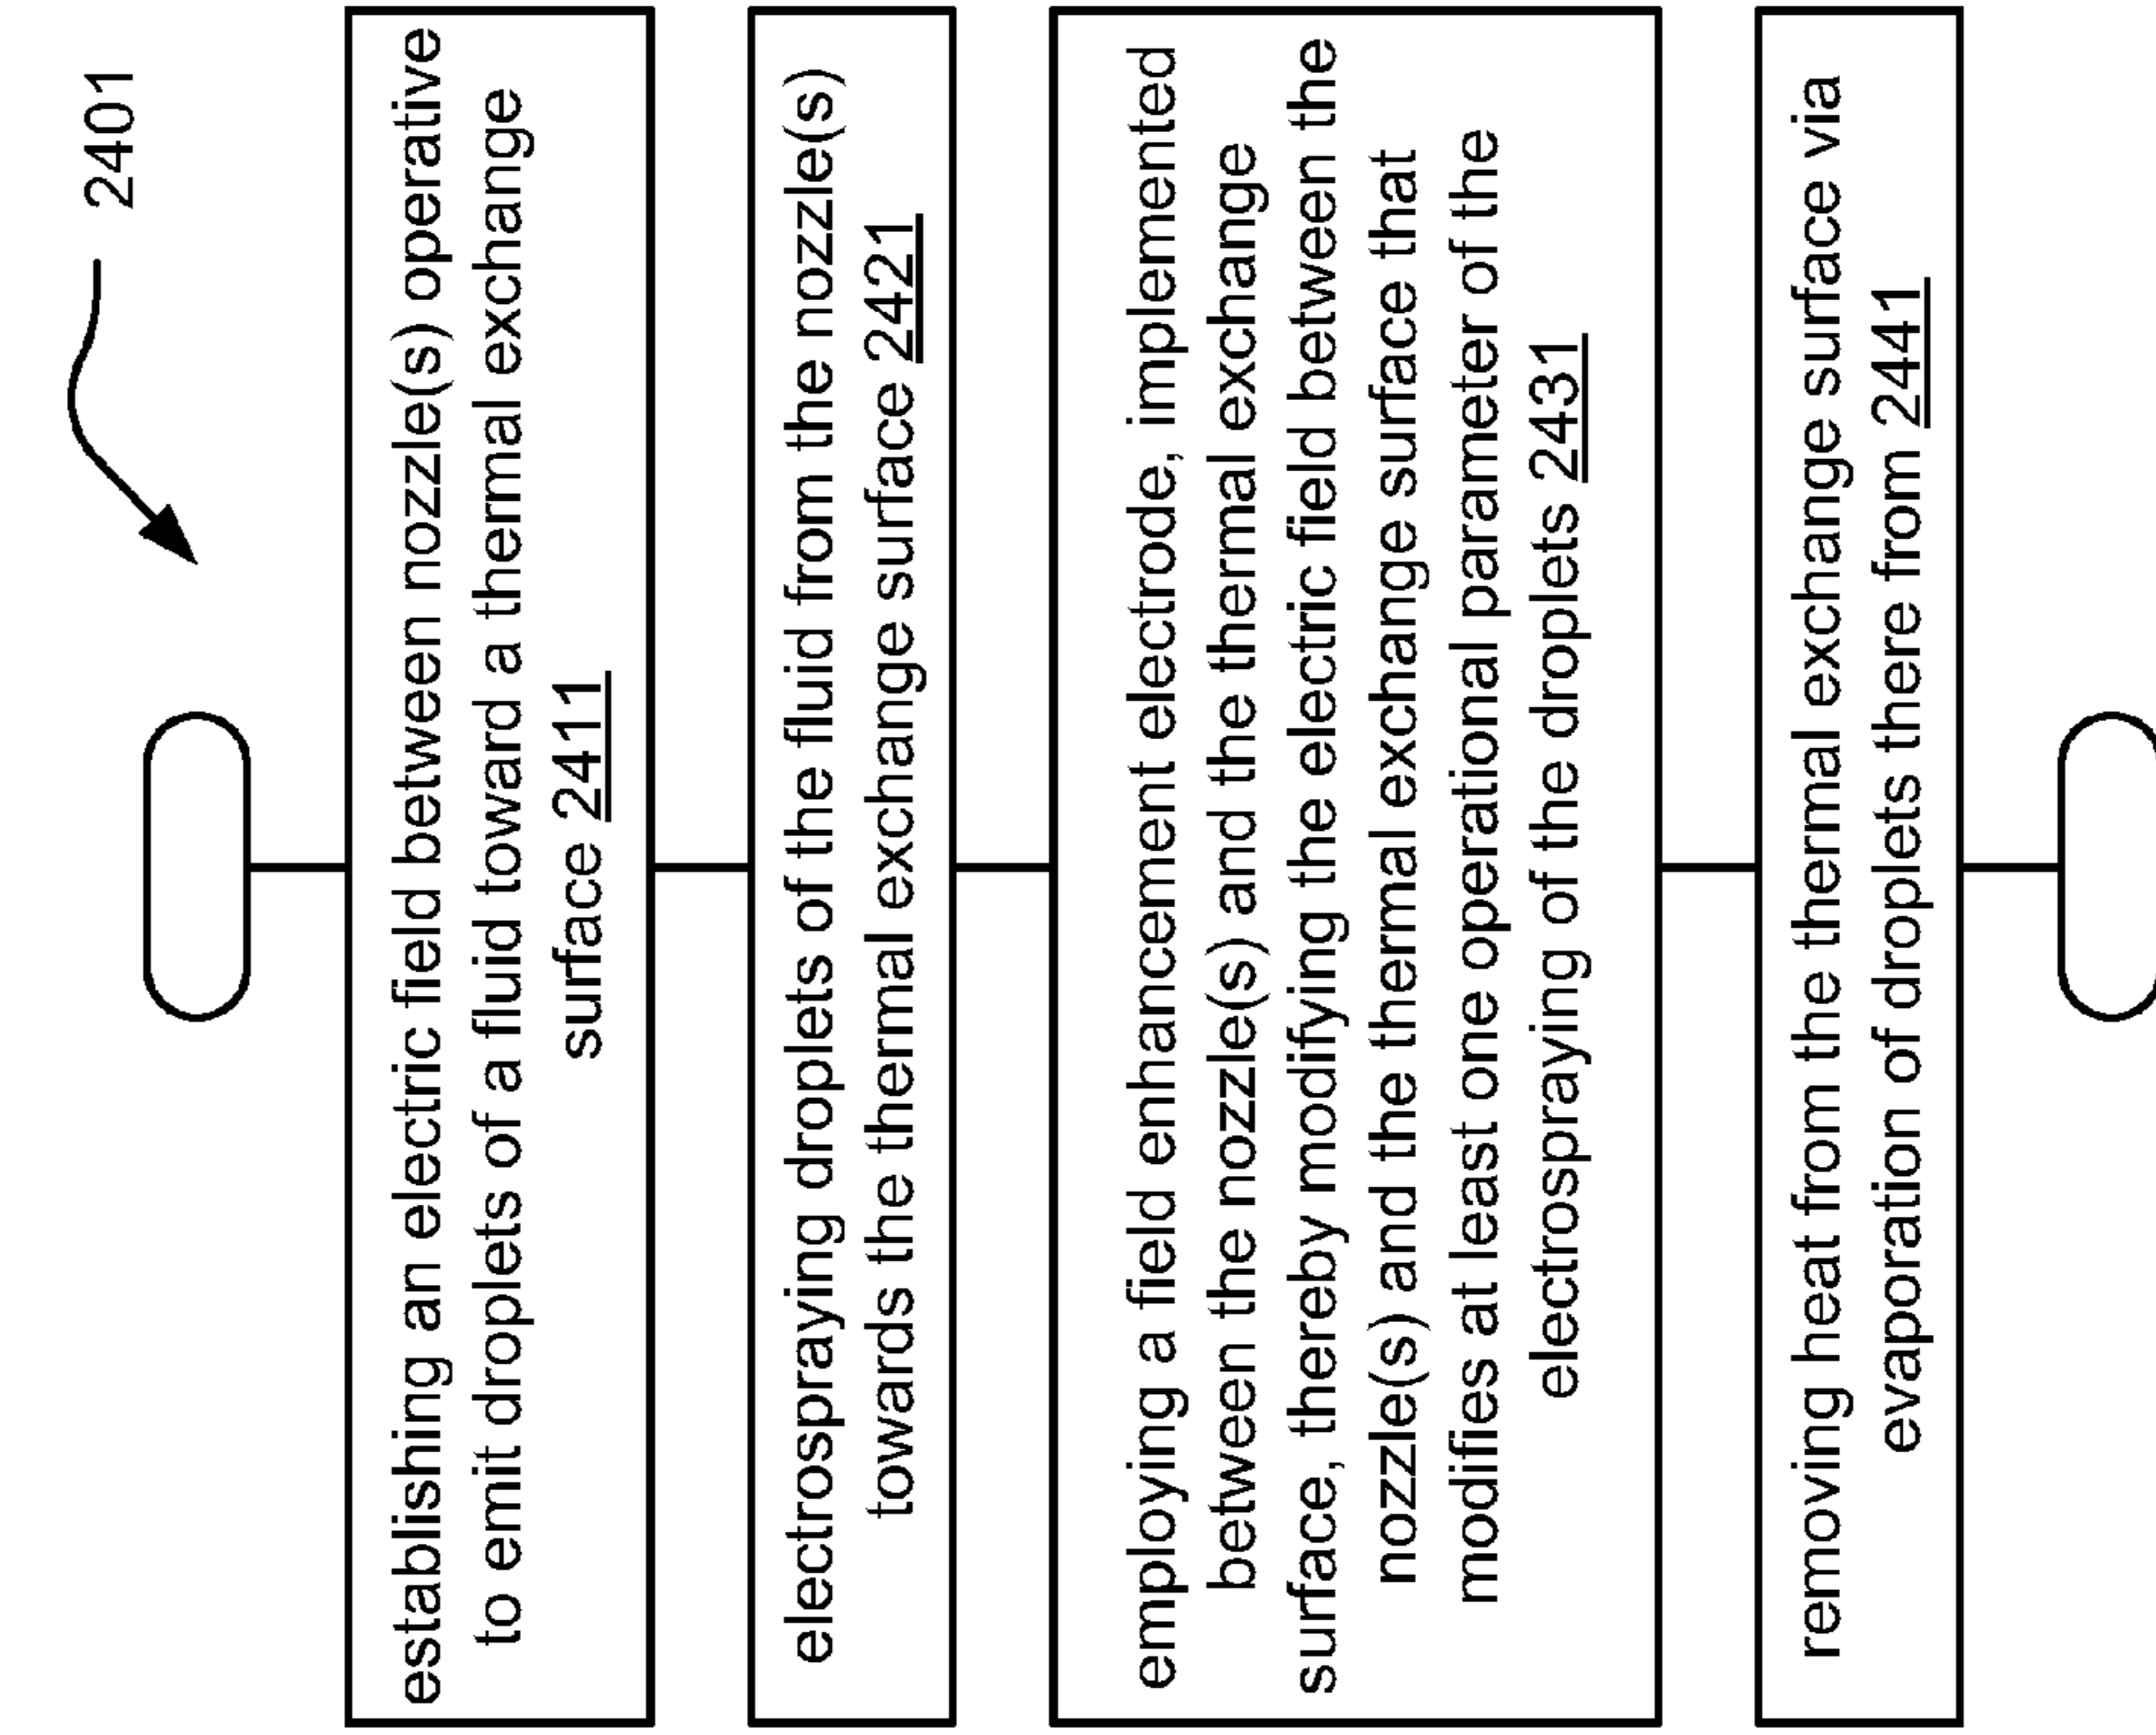 2401
establishing an electric field between nozzle(s) operative
to emit droplets of a fluid toward a thermal exchange
surface 2411
electrospraying droplets of the fluid from the nozzle(s)
towards the thermal exchange surface 2421
employing a field enhancement electrode, implemented
between the nozzle(s) and the thermal exchange
surface, thereby modifying the electric field between the
nozzle(s) and the thermal exchange surface that
modifies at least one operational parameter of the
electrospraying of the droplets 2431
removing heat from the thermal exchange surface via
evaporation of droplets there from 2441